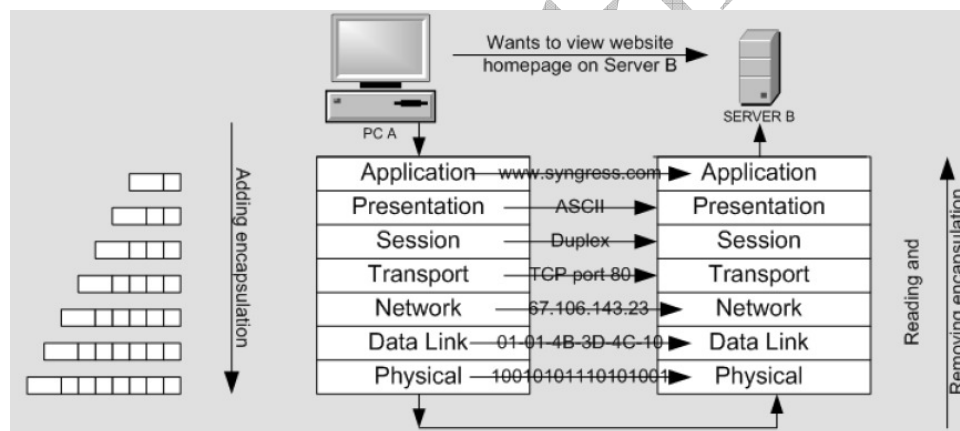 Wants to view website
homepage on Server B
PC A
SERVER B
Adding encapsulation
Application www.syngress.com Application
Presentation ASCII Presentation
Session Duplex Session
Transport TCP port 80 Transport
Network 67.106.143.23 Network
Data Link 01-01-4B-3D-4C-10 Data Link
Physical 10010101110101001 Physical
Reading and
Removing encapsulation